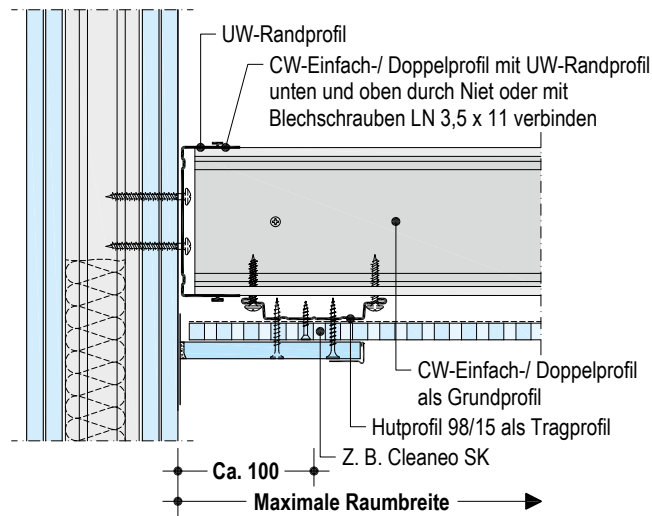 UW-Randprofil
CW-Einfach-/ Doppelprofil mit UW-Randprofil
unten und oben durch Niet oder mit
Blechschrauben LN 3,5 x 11 verbinden
CW-Einfach-/ Doppelprofil
als Grundprofil
Hutprofil 98/15 als Tragprofil
Z. B. Cleaneo SK
Ca. 100
Maximale Raumbreite